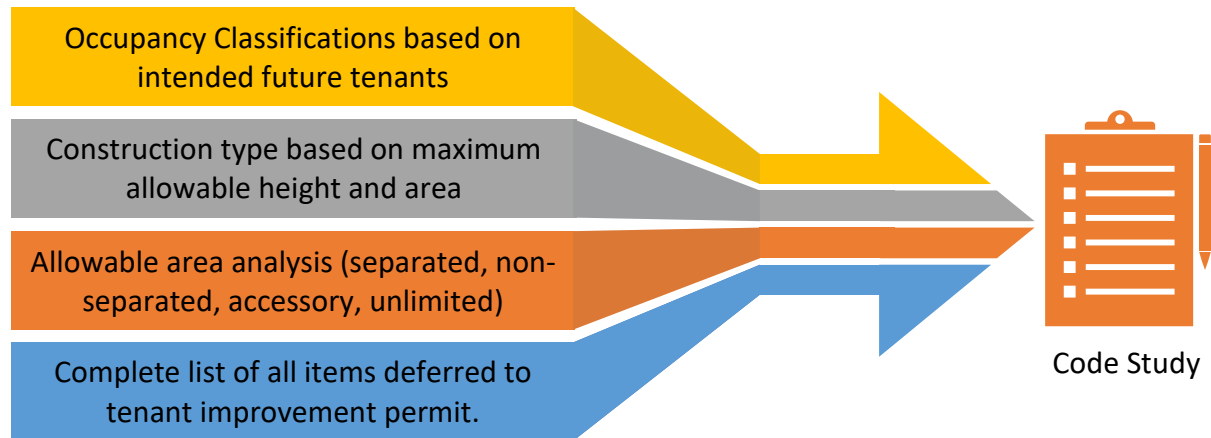 Occupancy Classifications based on
intended future tenants
Construction type based on maximum
allowable height and area
Allowable area analysis (separated, non-
separated, accessory, unlimited)
Complete list of all items deferred to
tenant improvement permit.
Code Study